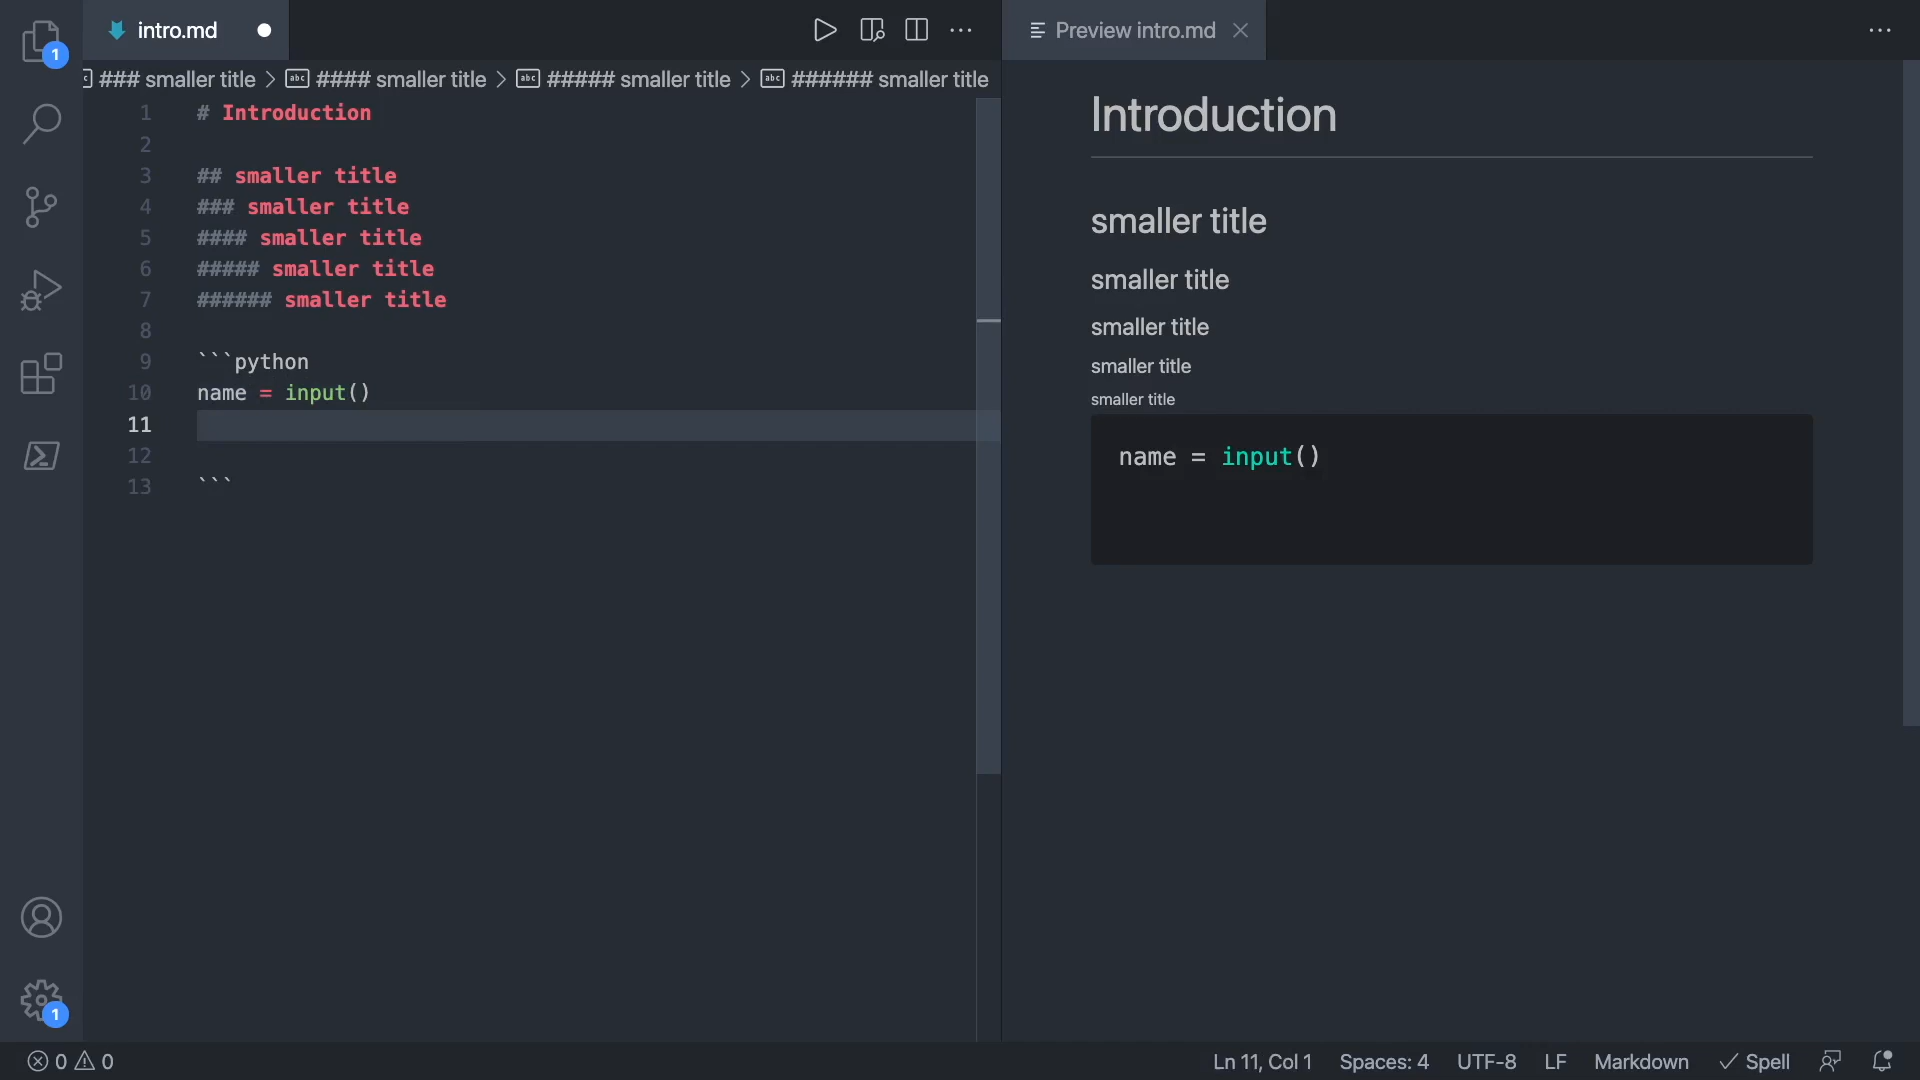 1
intro.md
Preview intro.md
### smaller title > #### smaller title > ##### smaller title > ###### smaller title
1 # Introduction
2
3 ## smaller title
4 ### smaller title
5 #### smaller title
6 ##### smaller title
7 ###### smaller title
8
9 ```python
10 name = input()
11
12
13 ```
Introduction
smaller title
smaller title
smaller title
smaller title
smaller title
name = input()
1
0 0
Ln 11, Col 1 Spaces: 4 UTF-8 LF Markdown Spell